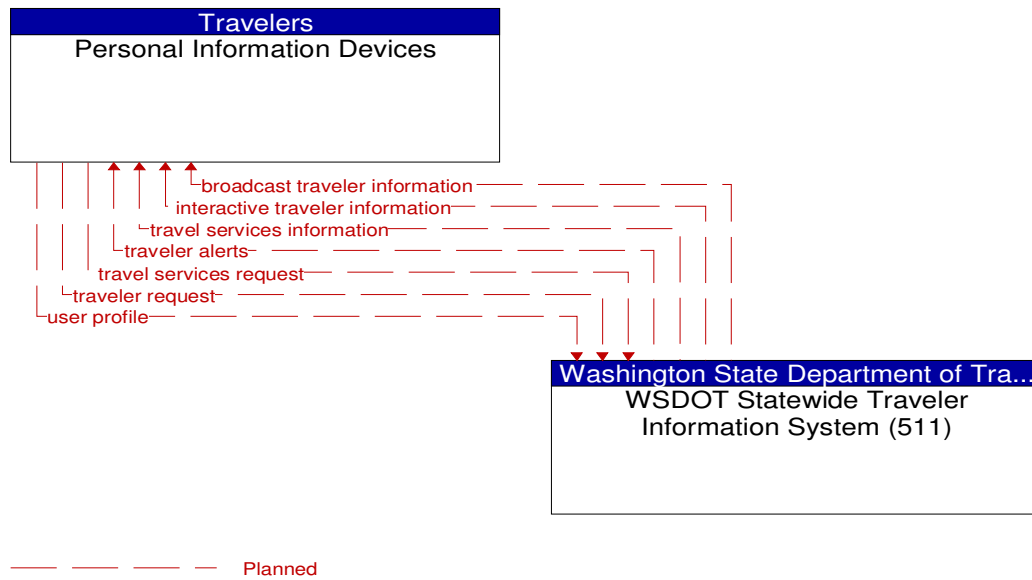 Travelers
Personal Information Devices
broadcast traveler information
interactive traveler information
travel services information
traveler alerts
travel services request
traveler request
user profile
Washington State Department of Tra...
WSDOT Statewide Traveler
Information System (511)
Planned